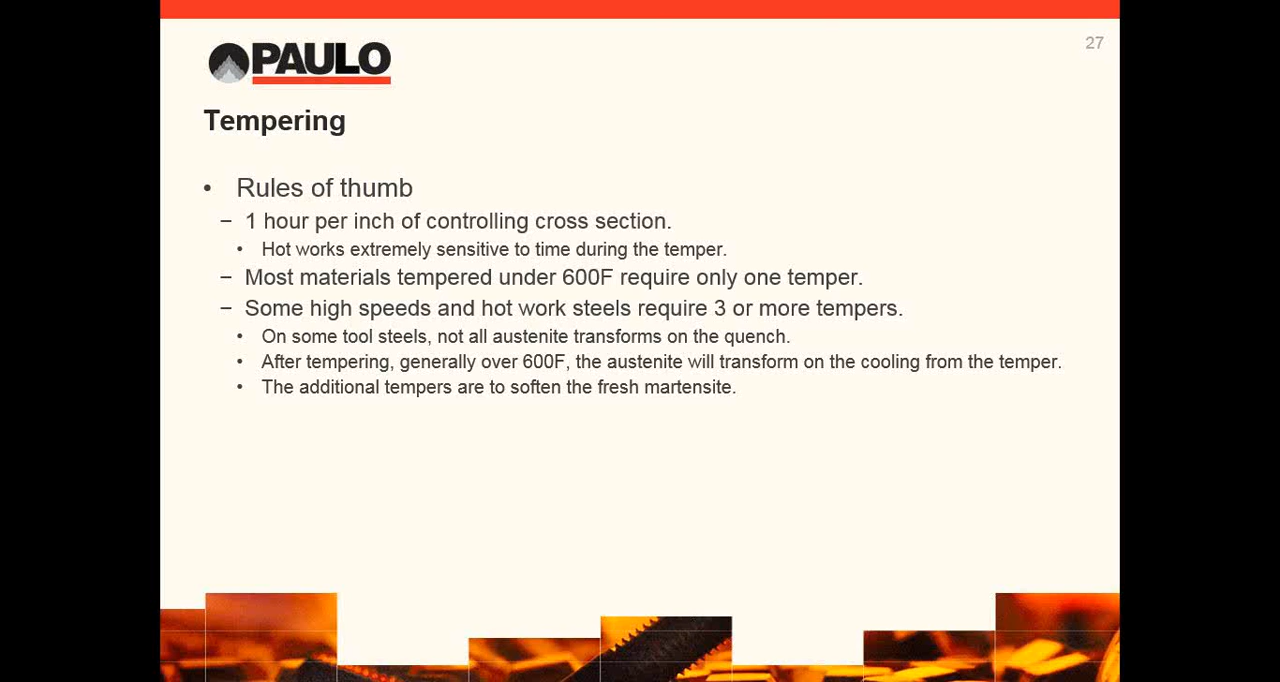 27
PAULO
Tempering
• Rules of thumb
− 1 hour per inch of controlling cross section.
• Hot works extremely sensitive to time during the temper.
− Most materials tempered under 600F require only one temper.
− Some high speeds and hot work steels require 3 or more tempers.
• On some tool steels, not all austenite transforms on the quench.
• After tempering, generally over 600F, the austenite will transform on the cooling from the temper.
• The additional tempers are to soften the fresh martensite.